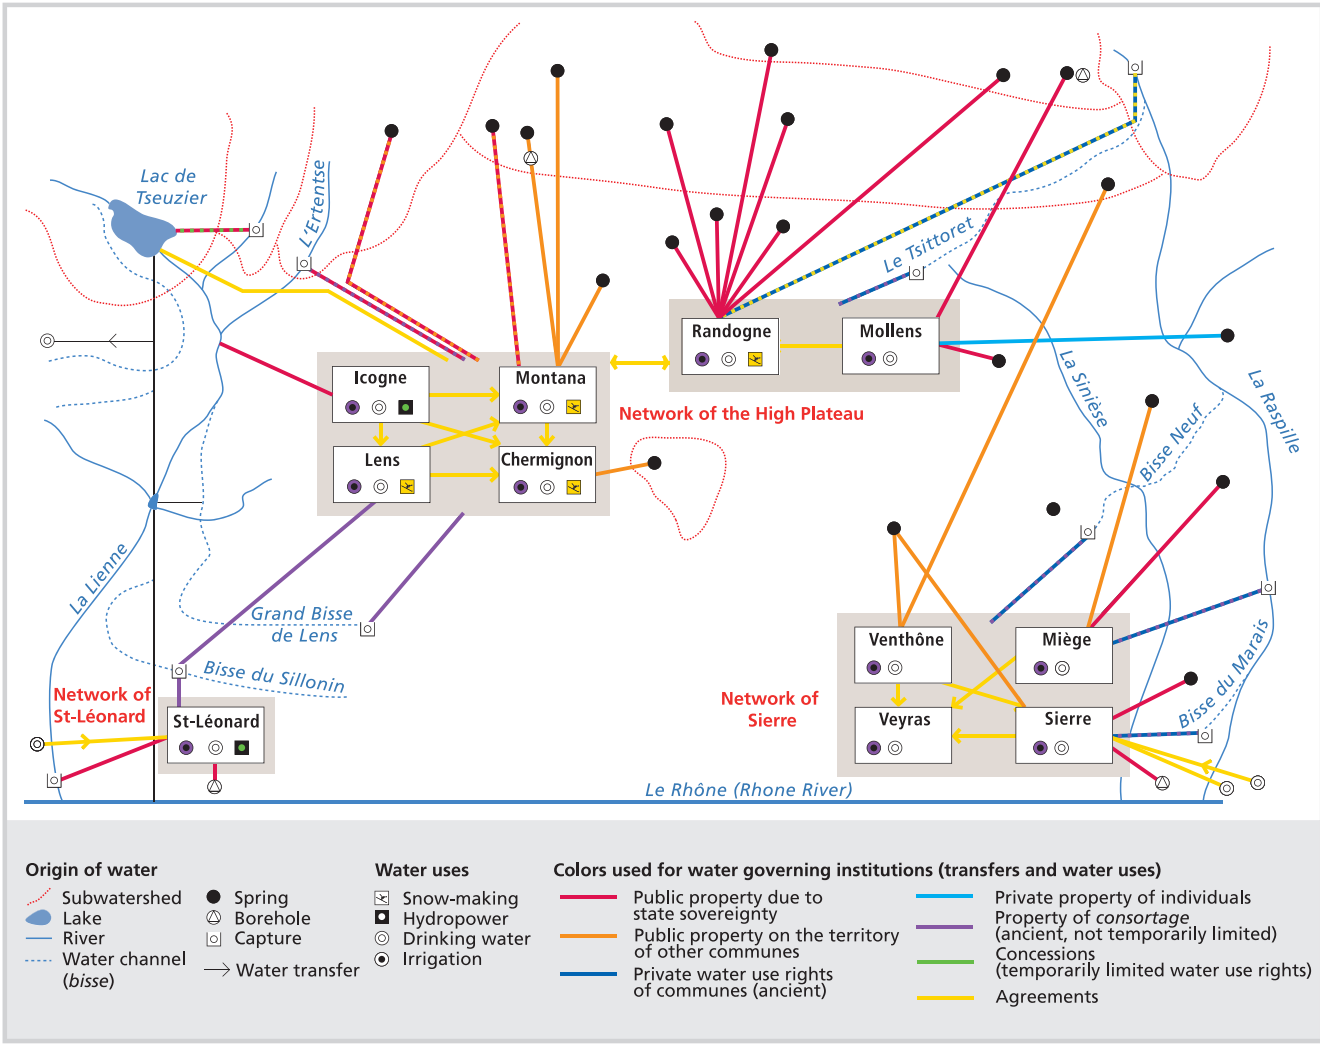 Lac de
Tseuzier
L'Ertentse
Le Tsittoret
Randogne
Mollens
Icogne
Montana
Lens
Chermignon
Network of the High Plateau
La Sinièse
Bisse Neuf
La Raspille
La Lienne
Grand Bisse
de Lens
Bisse du Sillonin
Network of
St-Léonard
St-Léonard
Network of
Sierre
Venthône
Miège
Veyras
Sierre
Bisse du Marais
Le Rhône (Rhone River)
Origin of water
Subwatershed
Lake
River
Water channel
(bisse)
Spring
Borehole
Capture
Water transfer
Water uses
Snow-making
Hydropower
Drinking water
Irrigation
Colors used for water governing institutions (transfers and water uses)
Public property due to
state sovereignty
Public property on the territory
of other communes
Private water use rights
of communes (ancient)
Private property of individuals
Property of consortage
(ancient, not temporarily limited)
Concessions
(temporarily limited water use rights)
Agreements